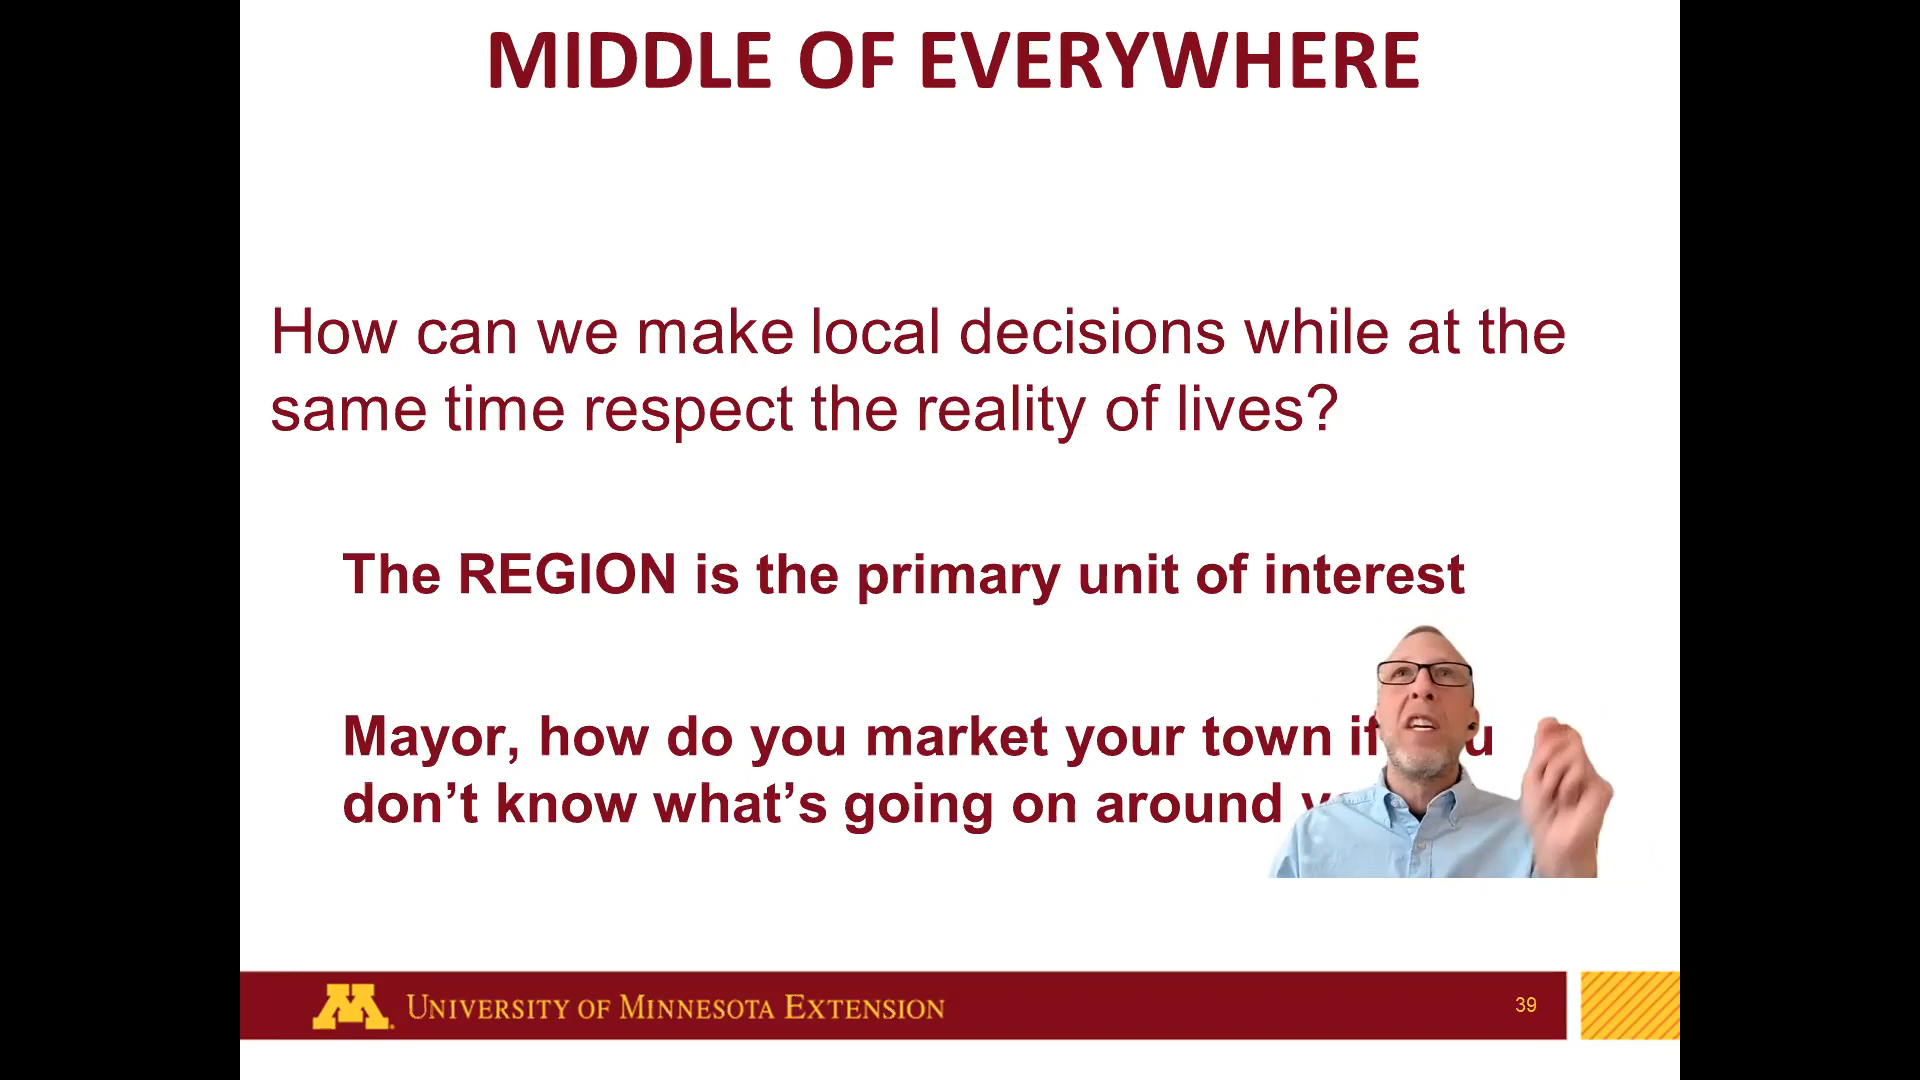 MIDDLE OF EVERYWHERE
How can we make local decisions while at the
same time respect the reality of lives?
The REGION is the primary unit of interest
Mayor, how do you market your town if
don’t know what’s going on around
M
UNIVERSITY OF MINNESOTA EXTENSION
39